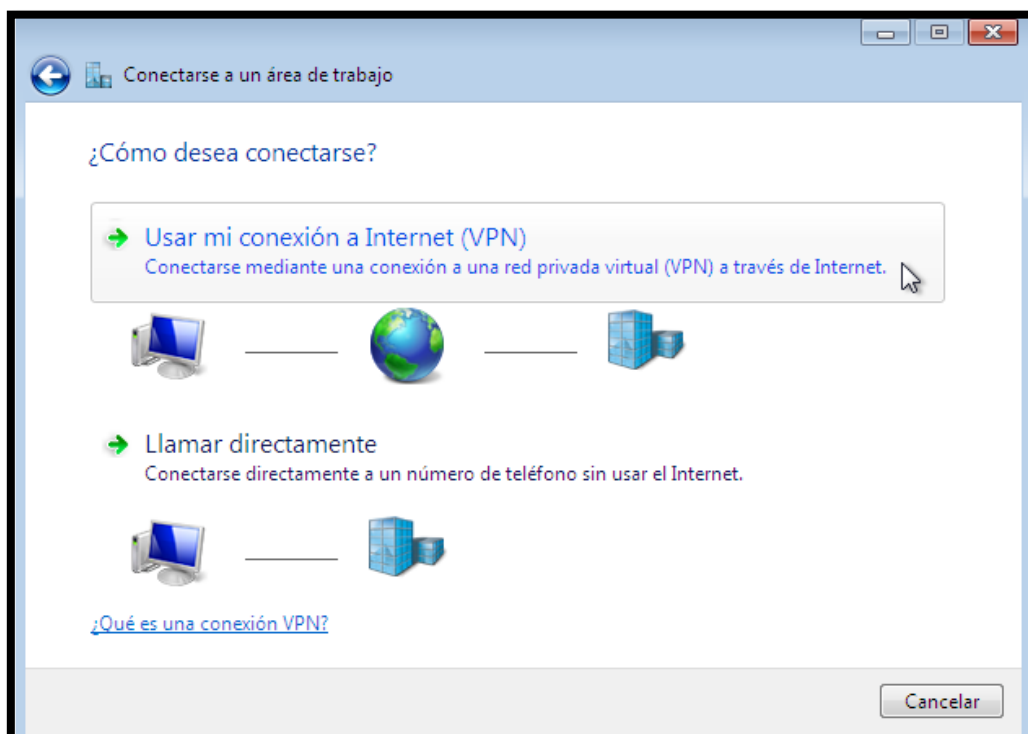 Conectarse a un área de trabajo
¿Cómo desea conectarse?
Usar mi conexión a Internet (VPN)
Conectarse mediante una conexión a una red privada virtual (VPN) a través de Internet.
Llamar directamente
Conectarse directamente a un número de teléfono sin usar el Internet.
¿Qué es una conexión VPN?
Cancelar